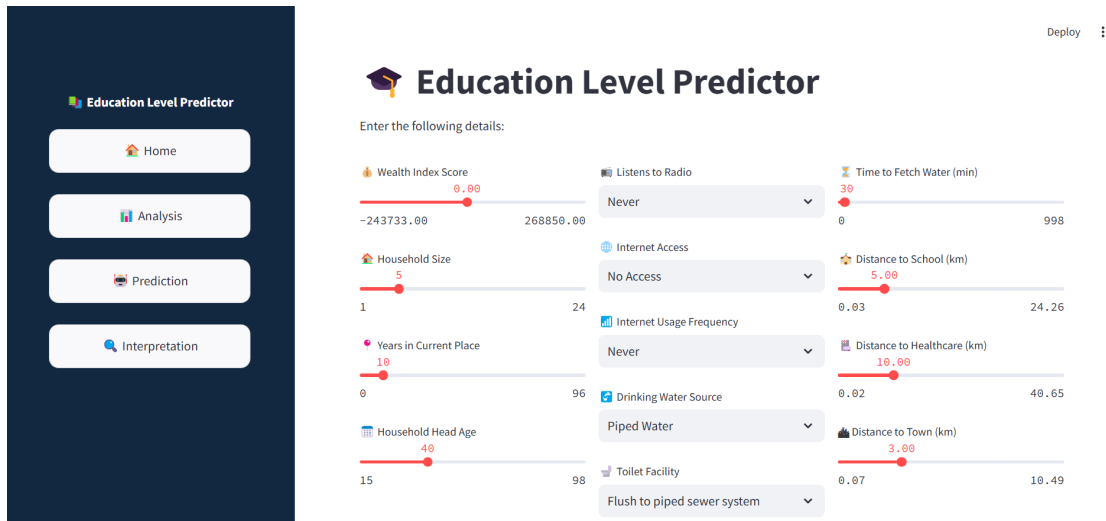 Deploy
Education Level Predictor
Home
Analysis
Prediction
Interpretation
Education Level Predictor
Enter the following details:
Wealth Index Score
0.00
-243733.00 268850.00
Household Size
5
1 24
Years in Current Place
10
0 96
Household Head Age
40
15 98
Listens to Radio
Never
Internet Access
No Access
Internet Usage Frequency
Never
Drinking Water Source
Piped Water
Toilet Facility
Flush to piped sewer system
Time to Fetch Water (min)
30
0 998
Distance to School (km)
5.00
0.03 24.26
Distance to Healthcare (km)
10.00
0.02 40.65
Distance to Town (km)
3.00
0.07 10.49